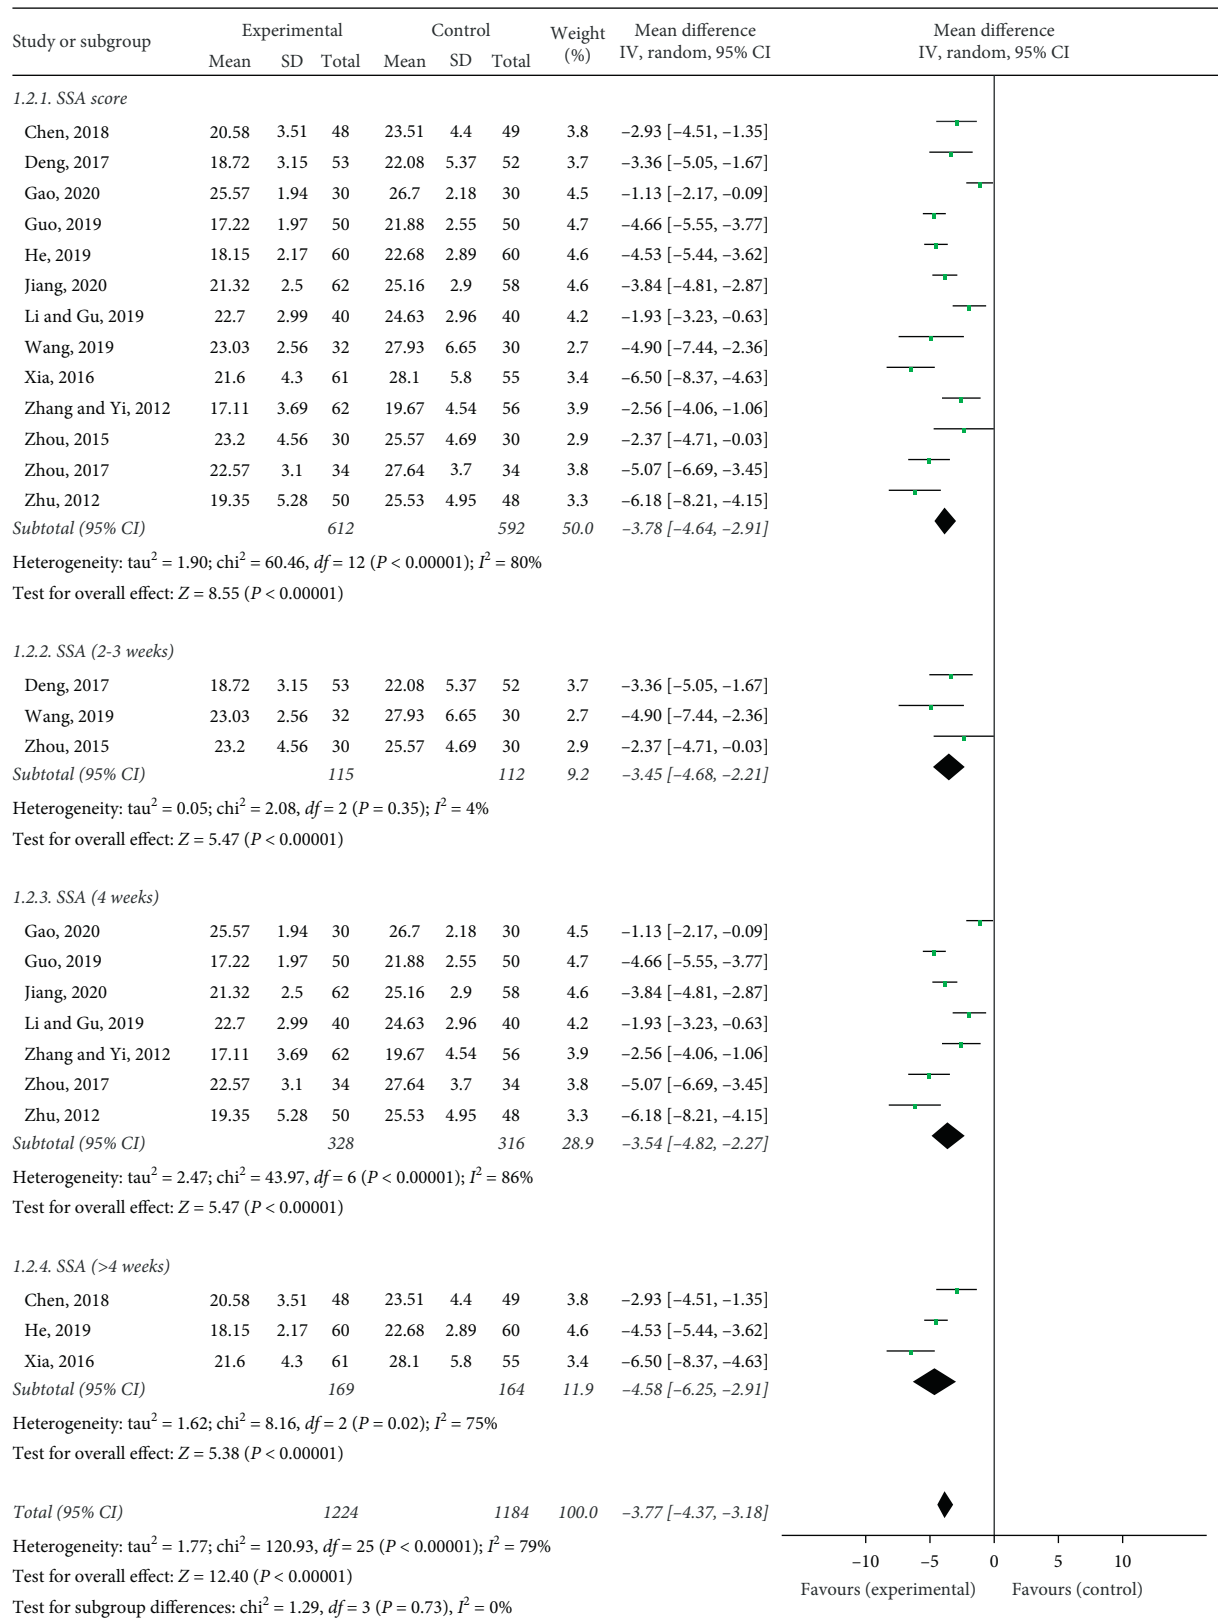 Study or subgroup Experimental Control Weight (%) Mean difference IV, random, 95% CI Mean difference IV, random, 95% CI
Mean SD Total Mean SD Total
1.2.1. SSA score
Chen, 2018 20.58 3.51 48 23.51 4.4 49 3.8 –2.93 [–4.51, –1.35]
Deng, 2017 18.72 3.15 53 22.08 5.37 52 3.7 –3.36 [–5.05, –1.67]
Gao, 2020 25.57 1.94 30 26.7 2.18 30 4.5 –1.13 [–2.17, –0.09]
Guo, 2019 17.22 1.97 50 21.88 2.55 50 4.7 –4.66 [–5.55, –3.77]
He, 2019 18.15 2.17 60 22.68 2.89 60 4.6 –4.53 [–5.44, –3.62]
Jiang, 2020 21.32 2.5 62 25.16 2.9 58 4.6 –3.84 [–4.81, –2.87]
Li and Gu, 2019 22.7 2.99 40 24.63 2.96 40 4.2 –1.93 [–3.23, –0.63]
Wang, 2019 23.03 2.56 32 27.93 6.65 30 2.7 –4.90 [–7.44, –2.36]
Xia, 2016 21.6 4.3 61 28.1 5.8 55 3.4 –6.50 [–8.37, –4.63]
Zhang and Yi, 2012 17.11 3.69 62 19.67 4.54 56 3.9 –2.56 [–4.06, –1.06]
Zhou, 2015 23.2 4.56 30 25.57 4.69 30 2.9 –2.37 [–4.71, –0.03]
Zhou, 2017 22.57 3.1 34 27.64 3.7 34 3.8 –5.07 [–6.69, –3.45]
Zhu, 2012 19.35 5.28 50 25.53 4.95 48 3.3 –6.18 [–8.21, –4.15]
Subtotal (95% CI) 612 592 50.0 –3.78 [–4.64, –2.91]
Heterogeneity: tau² = 1.90; chi² = 60.46, df = 12 (P < 0.00001); I² = 80%
Test for overall effect: Z = 8.55 (P < 0.00001)
1.2.2. SSA (2-3 weeks)
Deng, 2017 18.72 3.15 53 22.08 5.37 52 3.7 –3.36 [–5.05, –1.67]
Wang, 2019 23.03 2.56 32 27.93 6.65 30 2.7 –4.90 [–7.44, –2.36]
Zhou, 2015 23.2 4.56 30 25.57 4.69 30 2.9 –2.37 [–4.71, –0.03]
Subtotal (95% CI) 115 112 9.2 –3.45 [–4.68, –2.21]
Heterogeneity: tau² = 0.05; chi² = 2.08, df = 2 (P = 0.35); I² = 4%
Test for overall effect: Z = 5.47 (P < 0.00001)
1.2.3. SSA (4 weeks)
Gao, 2020 25.57 1.94 30 26.7 2.18 30 4.5 –1.13 [–2.17, –0.09]
Guo, 2019 17.22 1.97 50 21.88 2.55 50 4.7 –4.66 [–5.55, –3.77]
Jiang, 2020 21.32 2.5 62 25.16 2.9 58 4.6 –3.84 [–4.81, –2.87]
Li and Gu, 2019 22.7 2.99 40 24.63 2.96 40 4.2 –1.93 [–3.23, –0.63]
Zhang and Yi, 2012 17.11 3.69 62 19.67 4.54 56 3.9 –2.56 [–4.06, –1.06]
Zhou, 2017 22.57 3.1 34 27.64 3.7 34 3.8 –5.07 [–6.69, –3.45]
Zhu, 2012 19.35 5.28 50 25.53 4.95 48 3.3 –6.18 [–8.21, –4.15]
Subtotal (95% CI) 328 316 28.9 –3.54 [–4.82, –2.27]
Heterogeneity: tau² = 2.47; chi² = 43.97, df = 6 (P < 0.00001); I² = 86%
Test for overall effect: Z = 5.47 (P < 0.00001)
1.2.4. SSA (>4 weeks)
Chen, 2018 20.58 3.51 48 23.51 4.4 49 3.8 –2.93 [–4.51, –1.35]
He, 2019 18.15 2.17 60 22.68 2.89 60 4.6 –4.53 [–5.44, –3.62]
Xia, 2016 21.6 4.3 61 28.1 5.8 55 3.4 –6.50 [–8.37, –4.63]
Subtotal (95% CI) 169 164 11.9 –4.58 [–6.25, –2.91]
Heterogeneity: tau² = 1.62; chi² = 8.16, df = 2 (P = 0.02); I² = 75%
Test for overall effect: Z = 5.38 (P < 0.00001)
Total (95% CI) 1224 1184 100.0 –3.77 [–4.37, –3.18]
Heterogeneity: tau² = 1.77; chi² = 120.93, df = 25 (P < 0.00001); I² = 79%
–10 –5 0 5 10
Test for overall effect: Z = 12.40 (P < 0.00001)
Favours (experimental) Favours (control)
Test for subgroup differences: chi² = 1.29, df = 3 (P = 0.73), I² = 0%